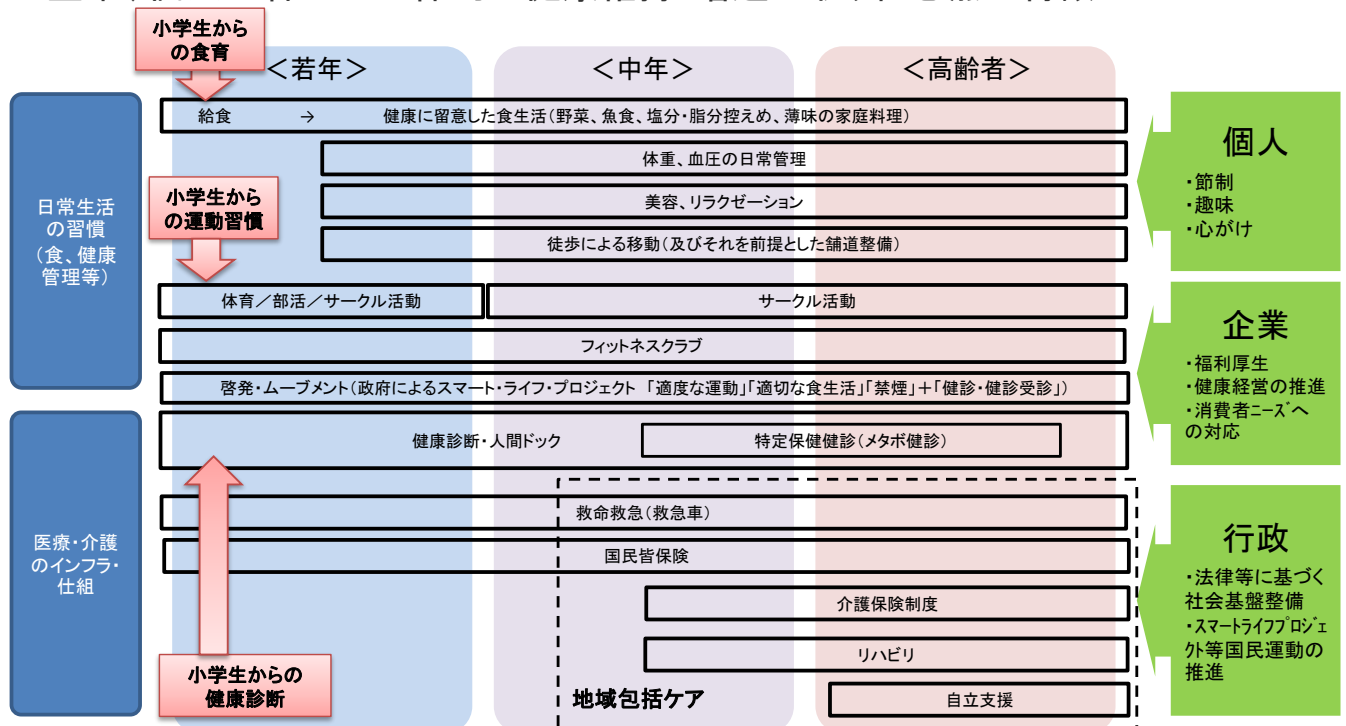 小学生から
の食育
＜若年＞
＜中年＞
＜高齢者＞
日常生活
の習慣
（食、健康
管理等）
給食　→　健康に留意した食生活（野菜、魚食、塩分・脂分控えめ、薄味の家庭料理）
体重、血圧の日常管理
小学生から
の運動習慣
美容、リラクゼーション
徒歩による移動（及びそれを前提とした舗道整備）
体育／部活／サークル活動
サークル活動
フィットネスクラブ
啓発・ムーブメント（政府によるスマート・ライフ・プロジェクト　「適度な運動」「適切な食生活」「禁煙」＋「健診・健診受診」）
医療・介護
のインフラ・
仕組
健康診断・人間ドック
特定保健健診（メタボ健診）
救命救急（救急車）
国民皆保険
介護保険制度
リハビリ
自立支援
地域包括ケア
小学生からの
健康診断
個人
・節制
・趣味
・心がけ
企業
・福利厚生
・健康経営の推進
・消費者ニーズへ
の対応
行政
・法律等に基づく
社会基盤整備
・スマートライフプロジェ
クト等国民運動の
推進